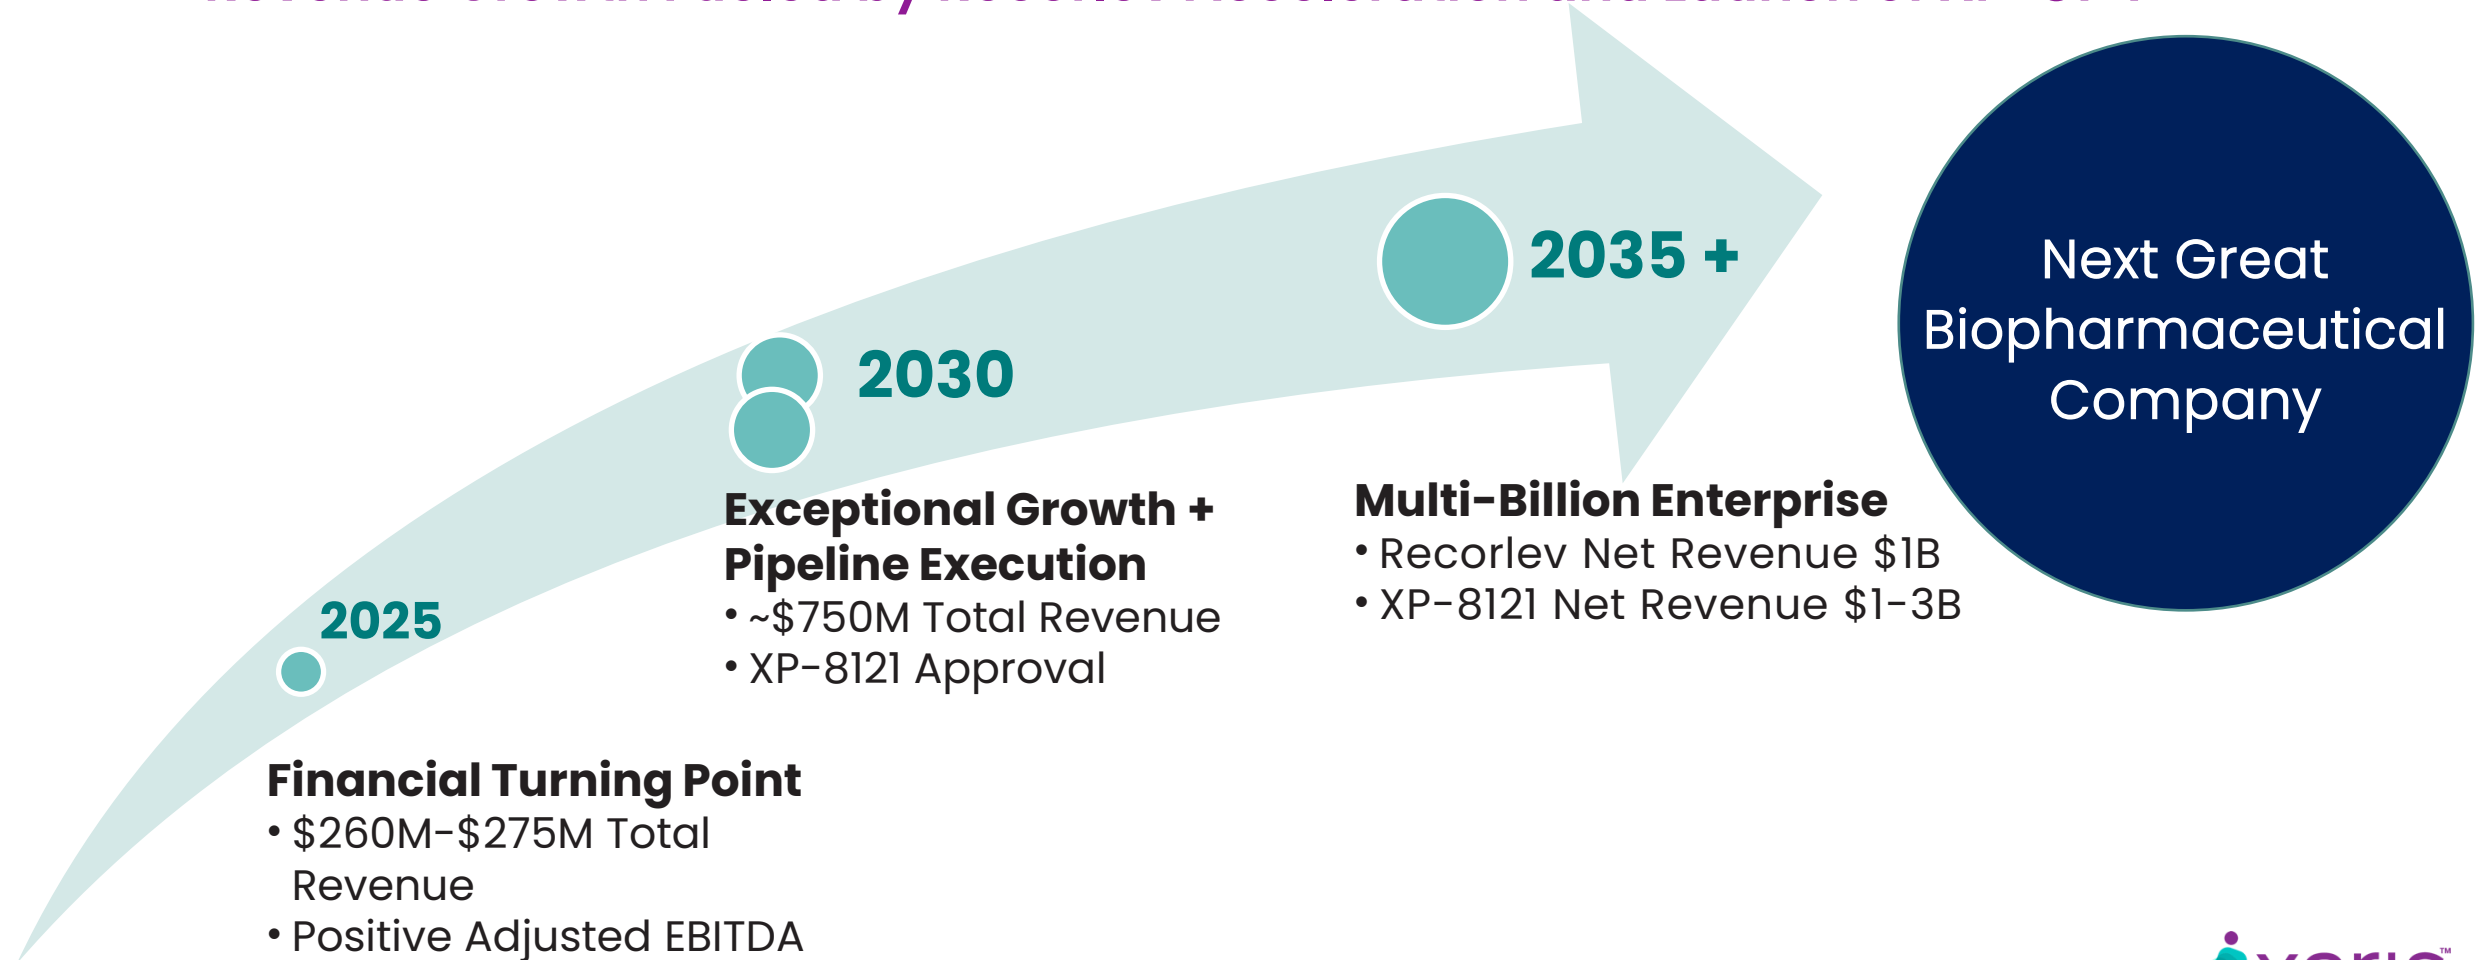 2035 +
Next Great
Biopharmaceutical
Company
2030
Exceptional Growth +
Pipeline Execution
• ~$750M Total Revenue
• XP-8121 Approval
Multi-Billion Enterprise
• Recorlev Net Revenue $1B
• XP-8121 Net Revenue $1-3B
2025
Financial Turning Point
• $260M-$275M Total
Revenue
• Positive Adjusted EBITDA